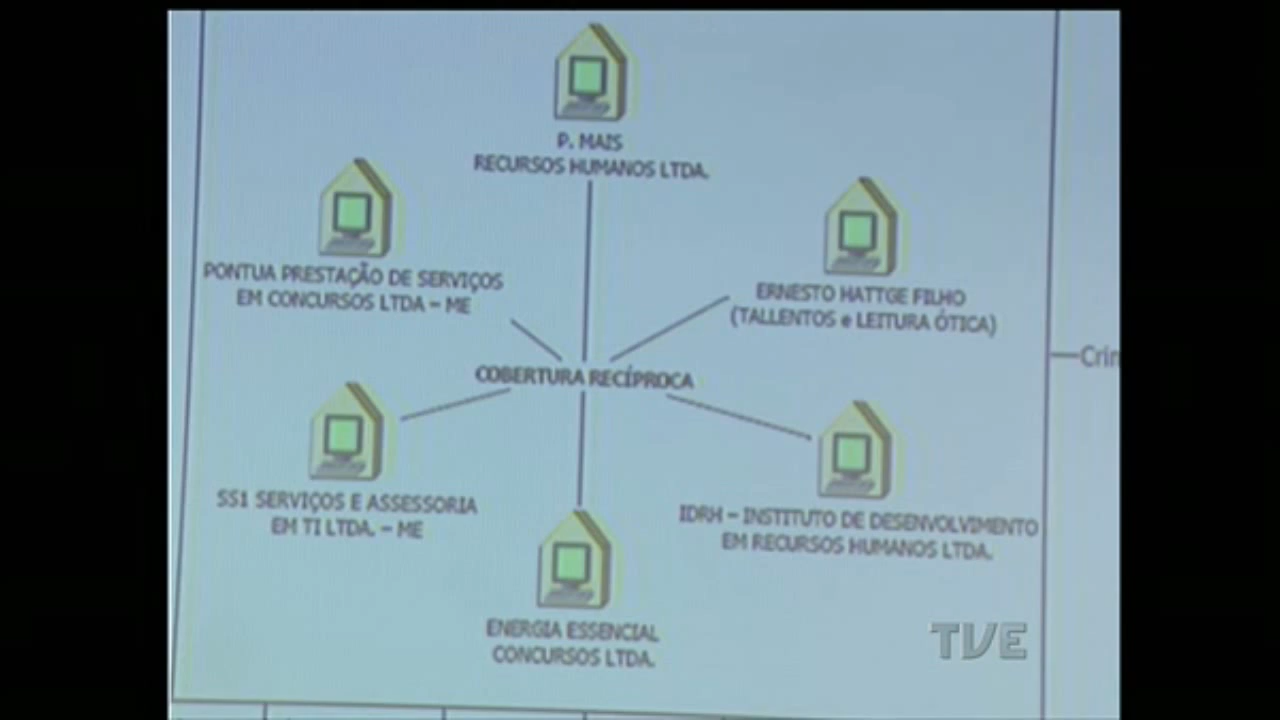 P. MAIS
RECURSOS HUMANOS LTDA.
PONTUA PRESTAÇÃO DE SERVIÇOS
EM CONCURSOS LTDA – ME
ERNESTO HATTGE FILHO
(TALLENTOS e LEITURA ÓTICA)
COBERTURA RECÍPROCA
Crin
SS1 SERVIÇOS E ASSESSORIA
EM TI LTDA. – ME
IDRH – INSTITUTO DE DESENVOLVIMENTO
EM RECURSOS HUMANOS LTDA.
ENERGIA ESSENCIAL
CONCURSOS LTDA.
TVE